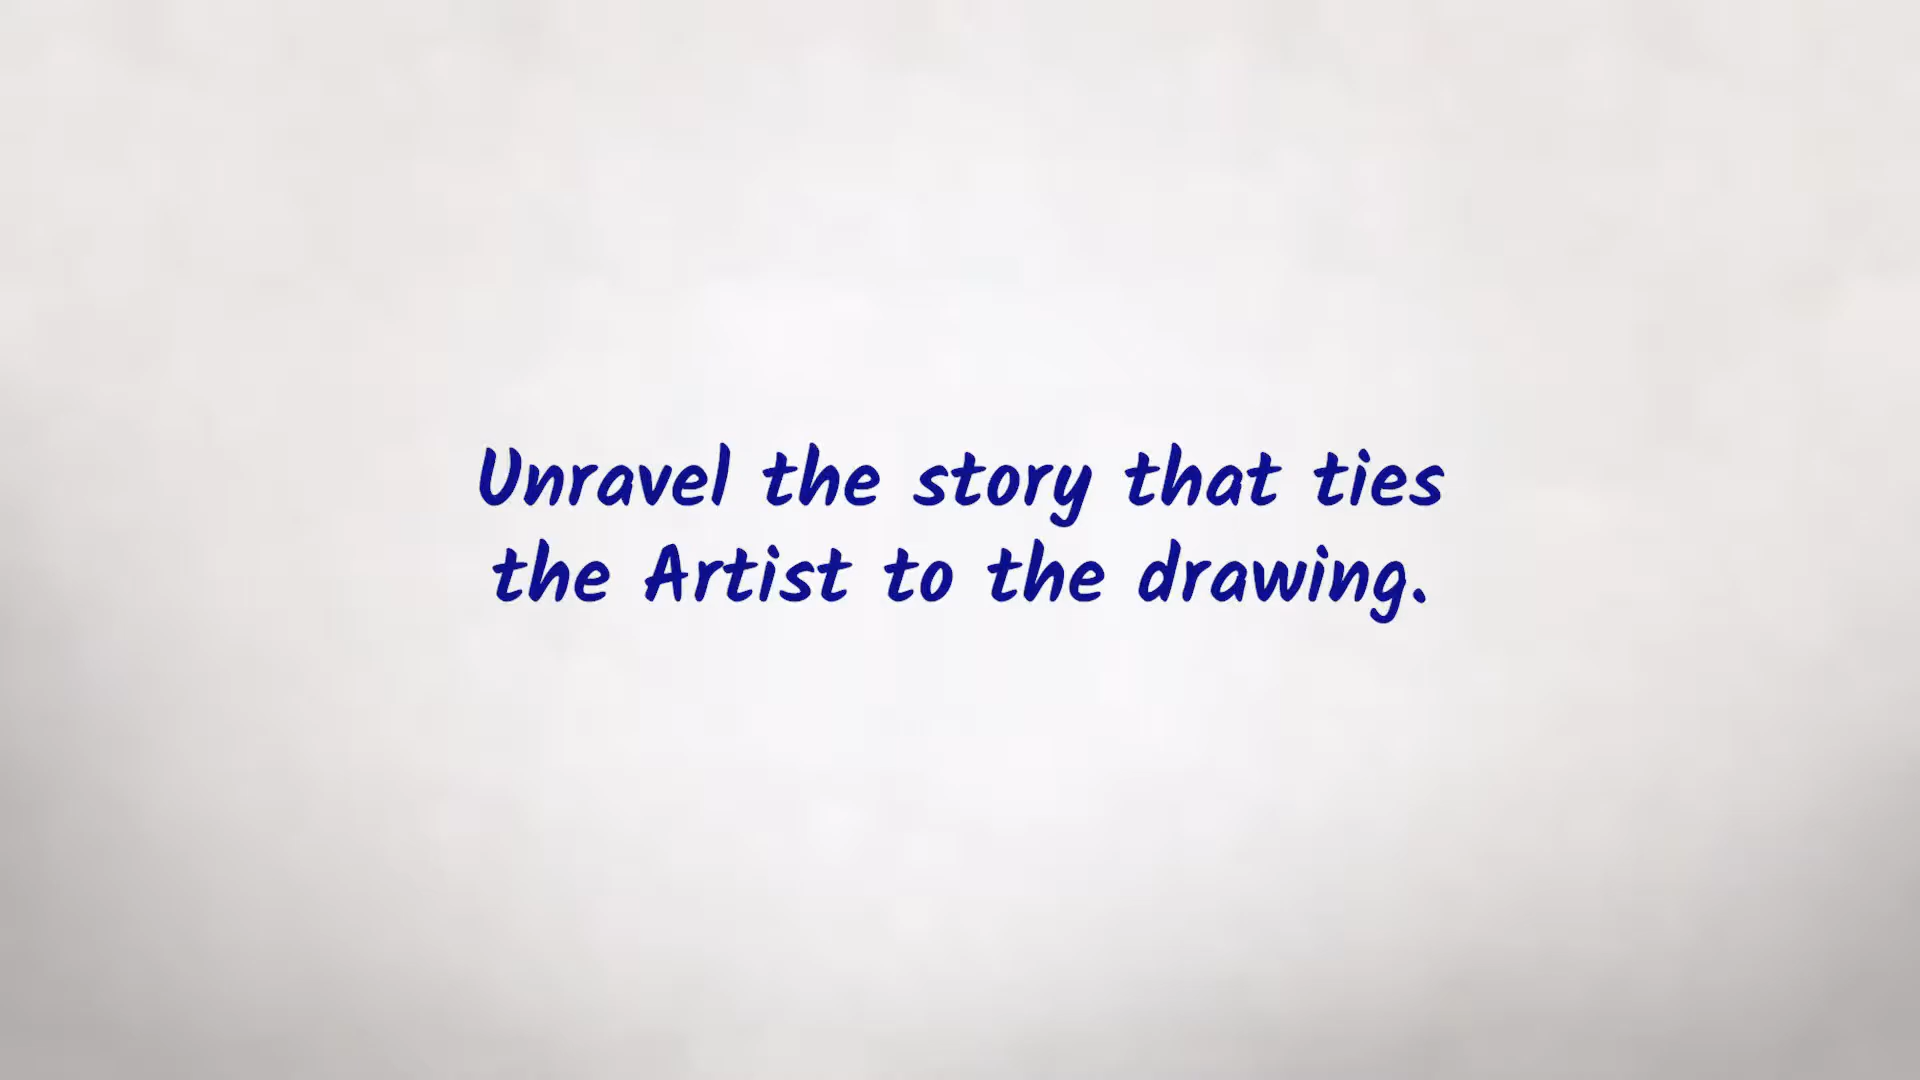 Unravel the story that ties
the Artist to the drawing.